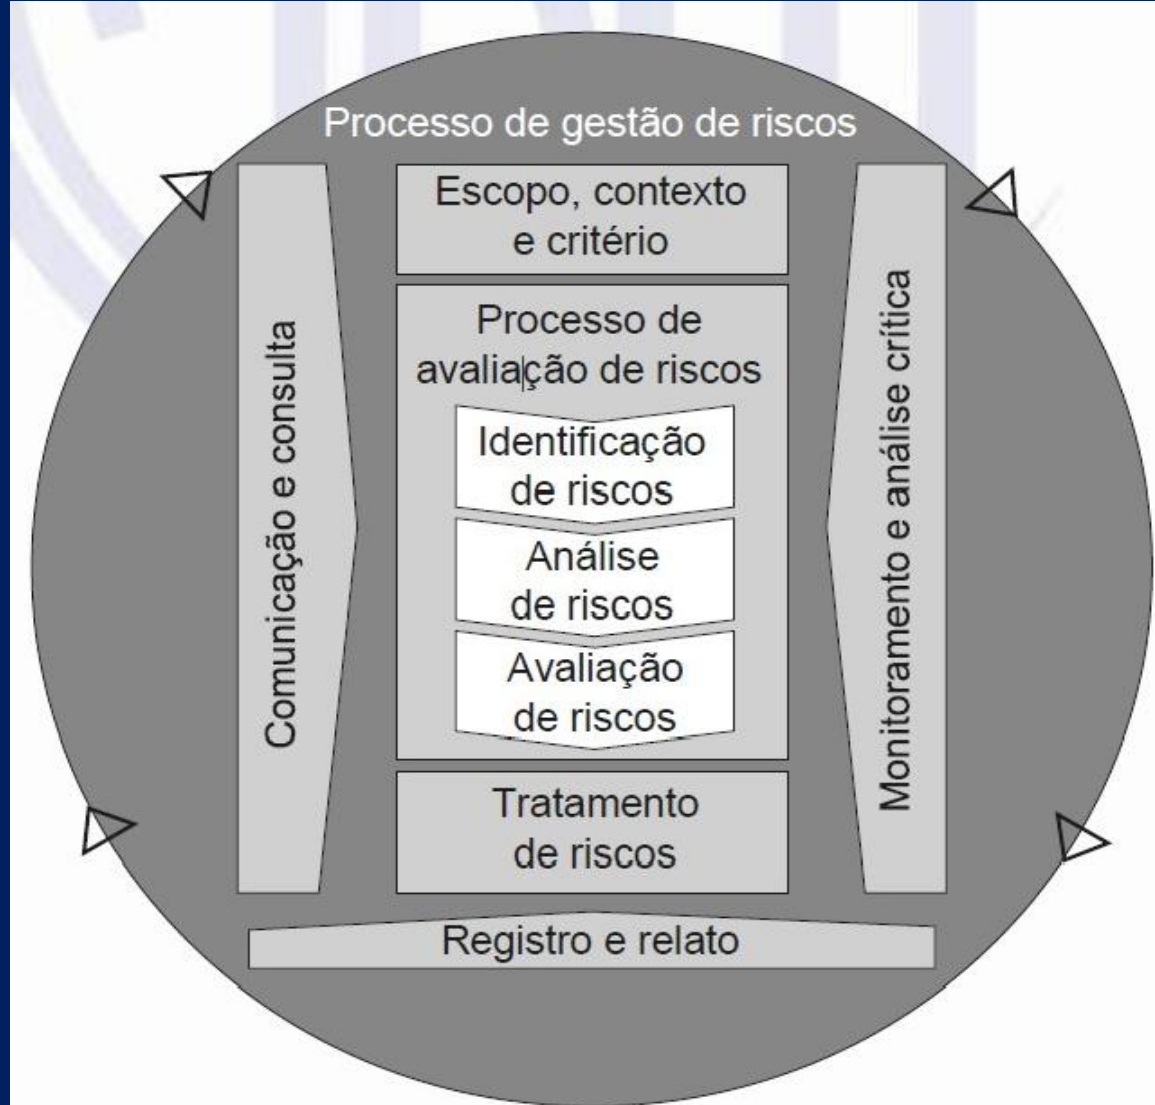 Processo de gestão de riscos
Escopo, contexto
e critério
Processo de
avaliação de riscos
Identificação
de riscos
Análise
de riscos
Avaliação
de riscos
Tratamento
de riscos
Comunicação e consulta
Monitoramento e análise crítica
Registro e relato